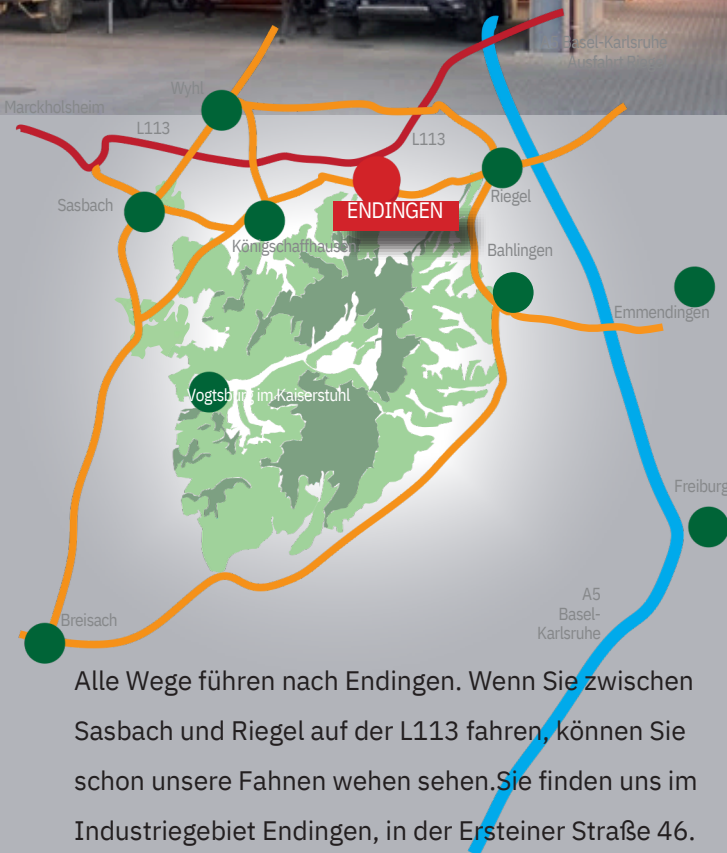 Basel-Karlsruhe
Wyhl
Marckholsheim
L113
L113
Sasbach
ENDINGEN
Riegel
Königschaffhausen
Bahlingen
Emmendingen
Vogtsburg im Kaiserstuhl
Freiburg
A5
Basel-
Karlsruhe
Breisach
Alle Wege führen nach Endingen. Wenn Sie zwischen
Sasbach und Riegel auf der L113 fahren, können Sie
schon unsere Fahnen wehen sehen.Sie finden uns im
Industriegebiet Endingen, in der Ersteiner Straße 46.